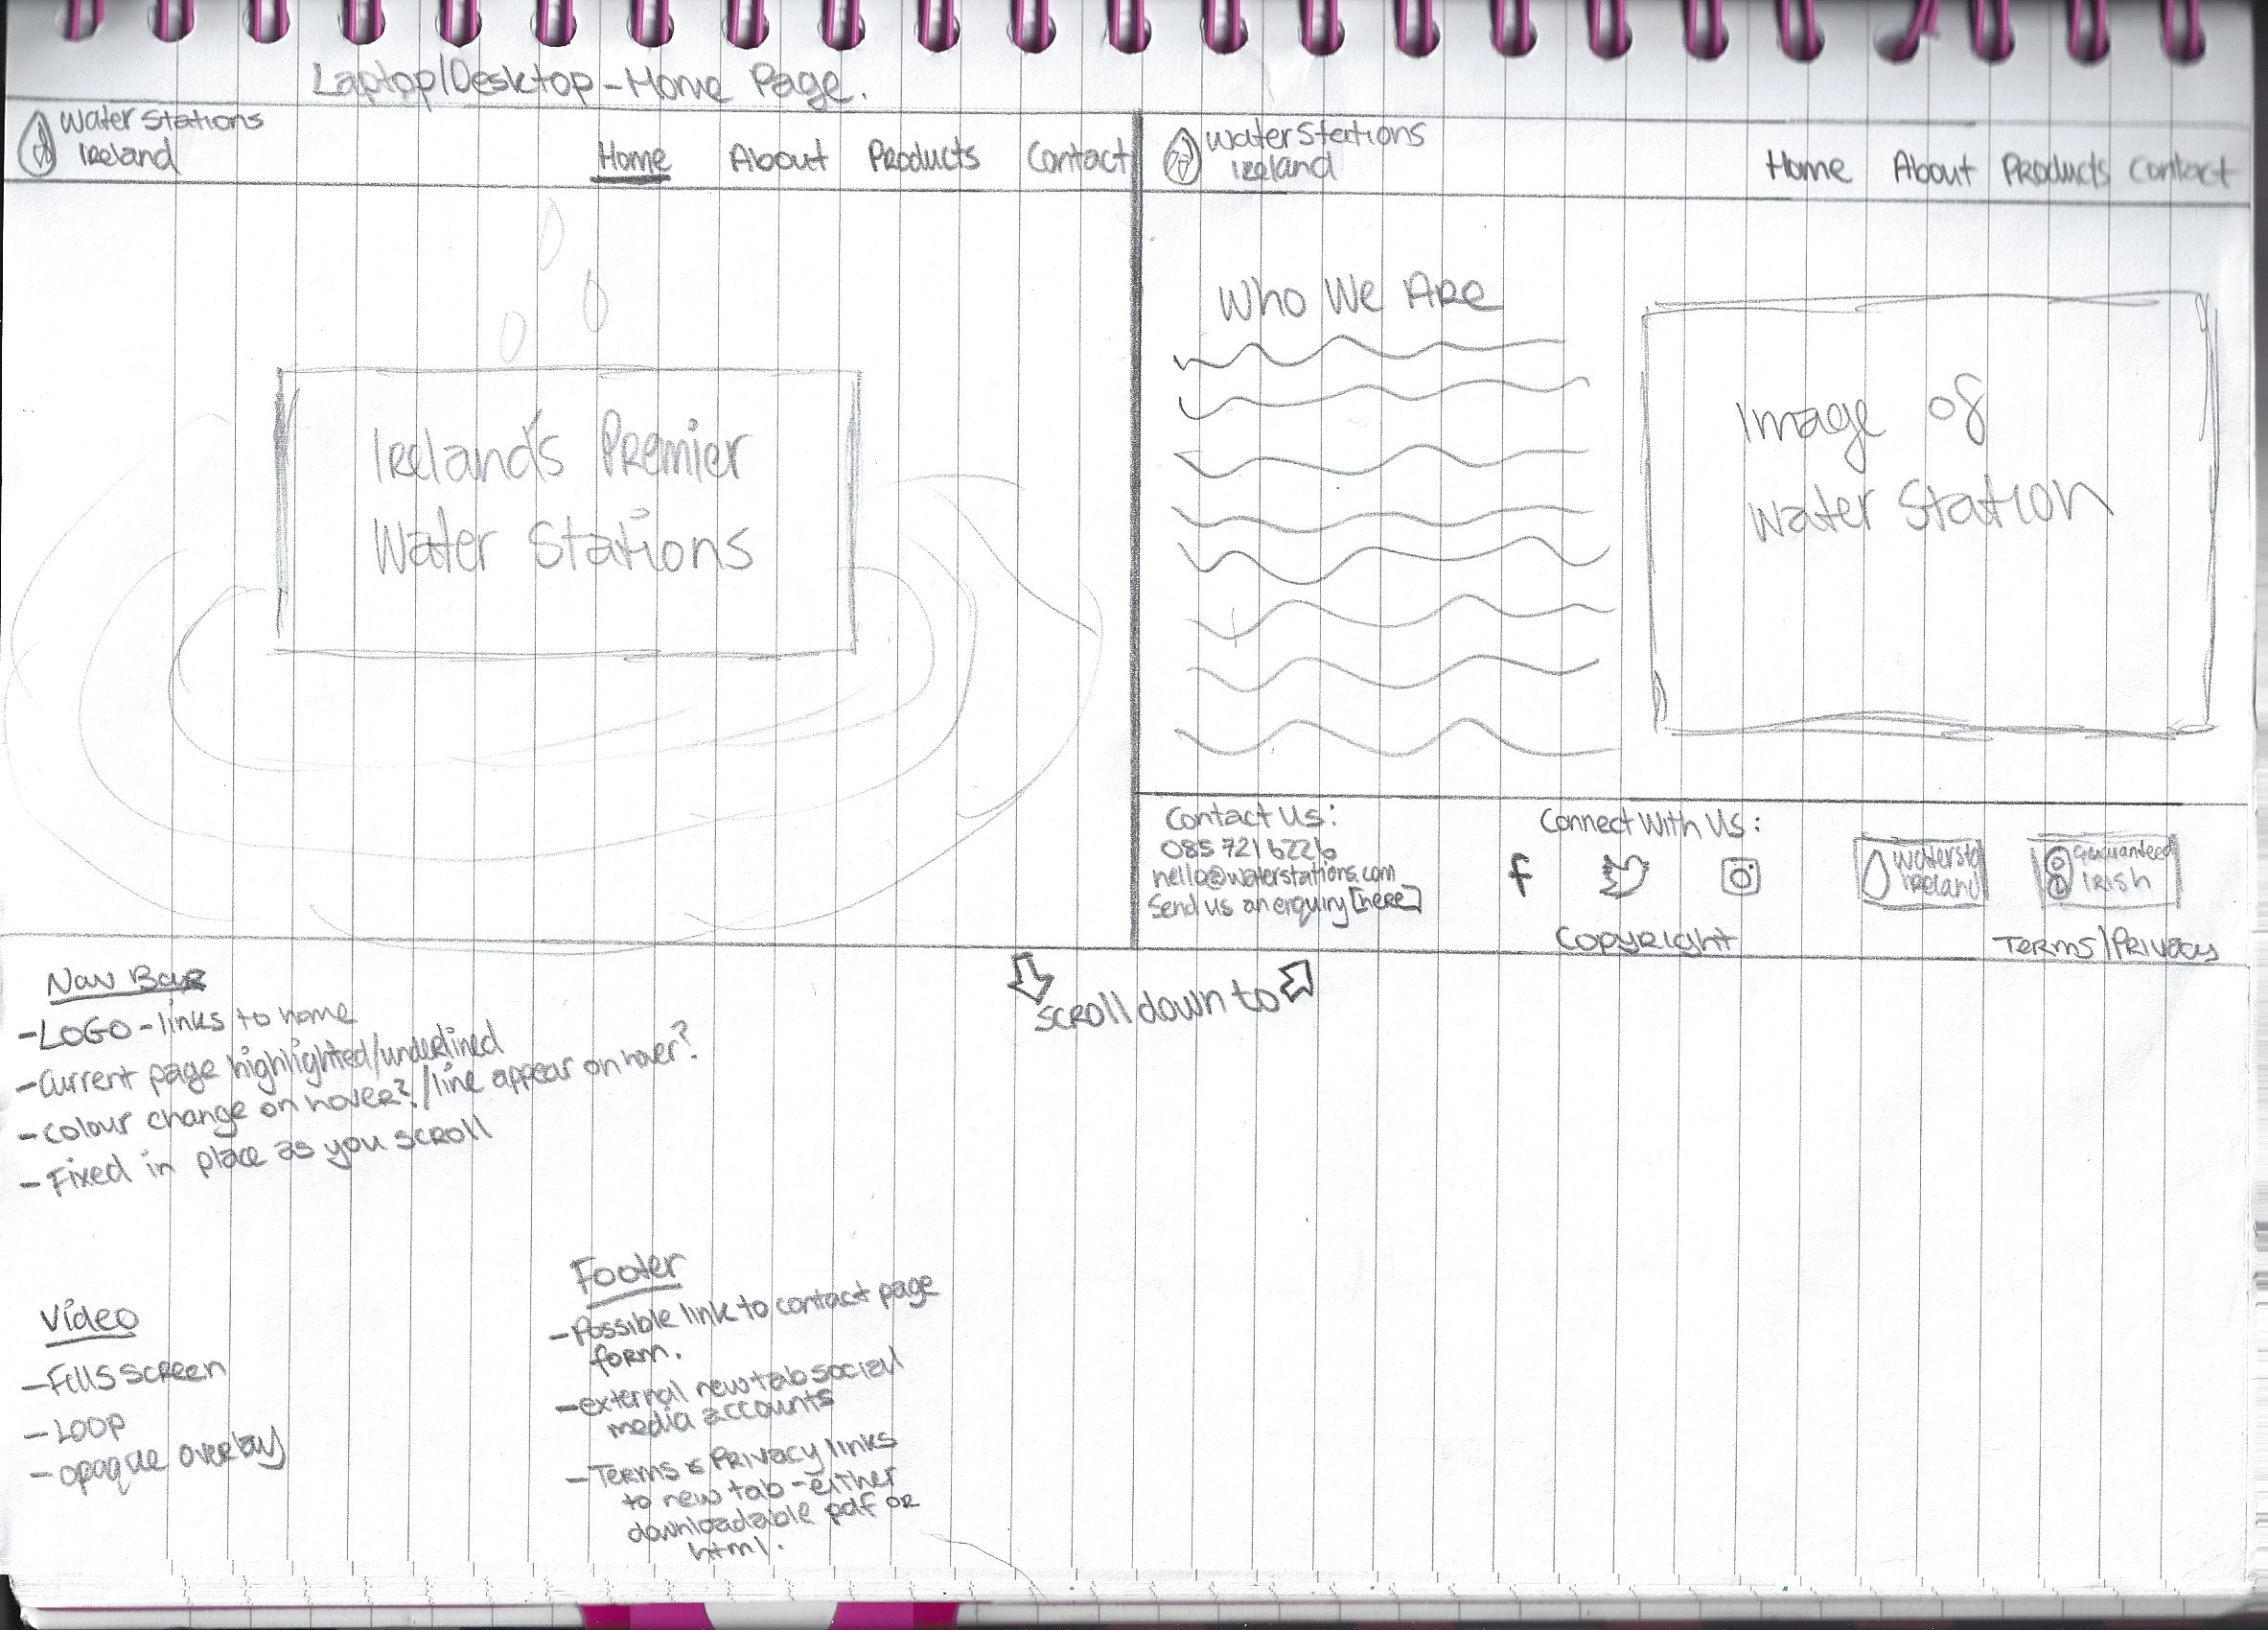 Laptop/Desktop - Home Page.
Water Stations
Ireland
Home About Products Contact
Ireland's Premier
Water Stations
Water Stations
Ireland
Home About Products Contact
Who We Are
Image of
Water Station
Contact Us:
085 7216226
hello@waterstations.com
Send us an enquiry [here]
Connect With Us:
f
Watersta
Ireland
Guaranteed
Irish
Copyright
Terms/Privacy
Scroll down to
Nav Bar
- LOGO - links to home
- Current page highlighted/underlined
- Colour change on hover?/line appear on hover?
- Fixed in place as you scroll
Video
- Fills screen
- Loop
- opaque overlay
Footer
- Possible link to contact page
form.
- external new tab social
media accounts
- Terms & Privacy links
to new tab - either
downloadable pdf or
html.